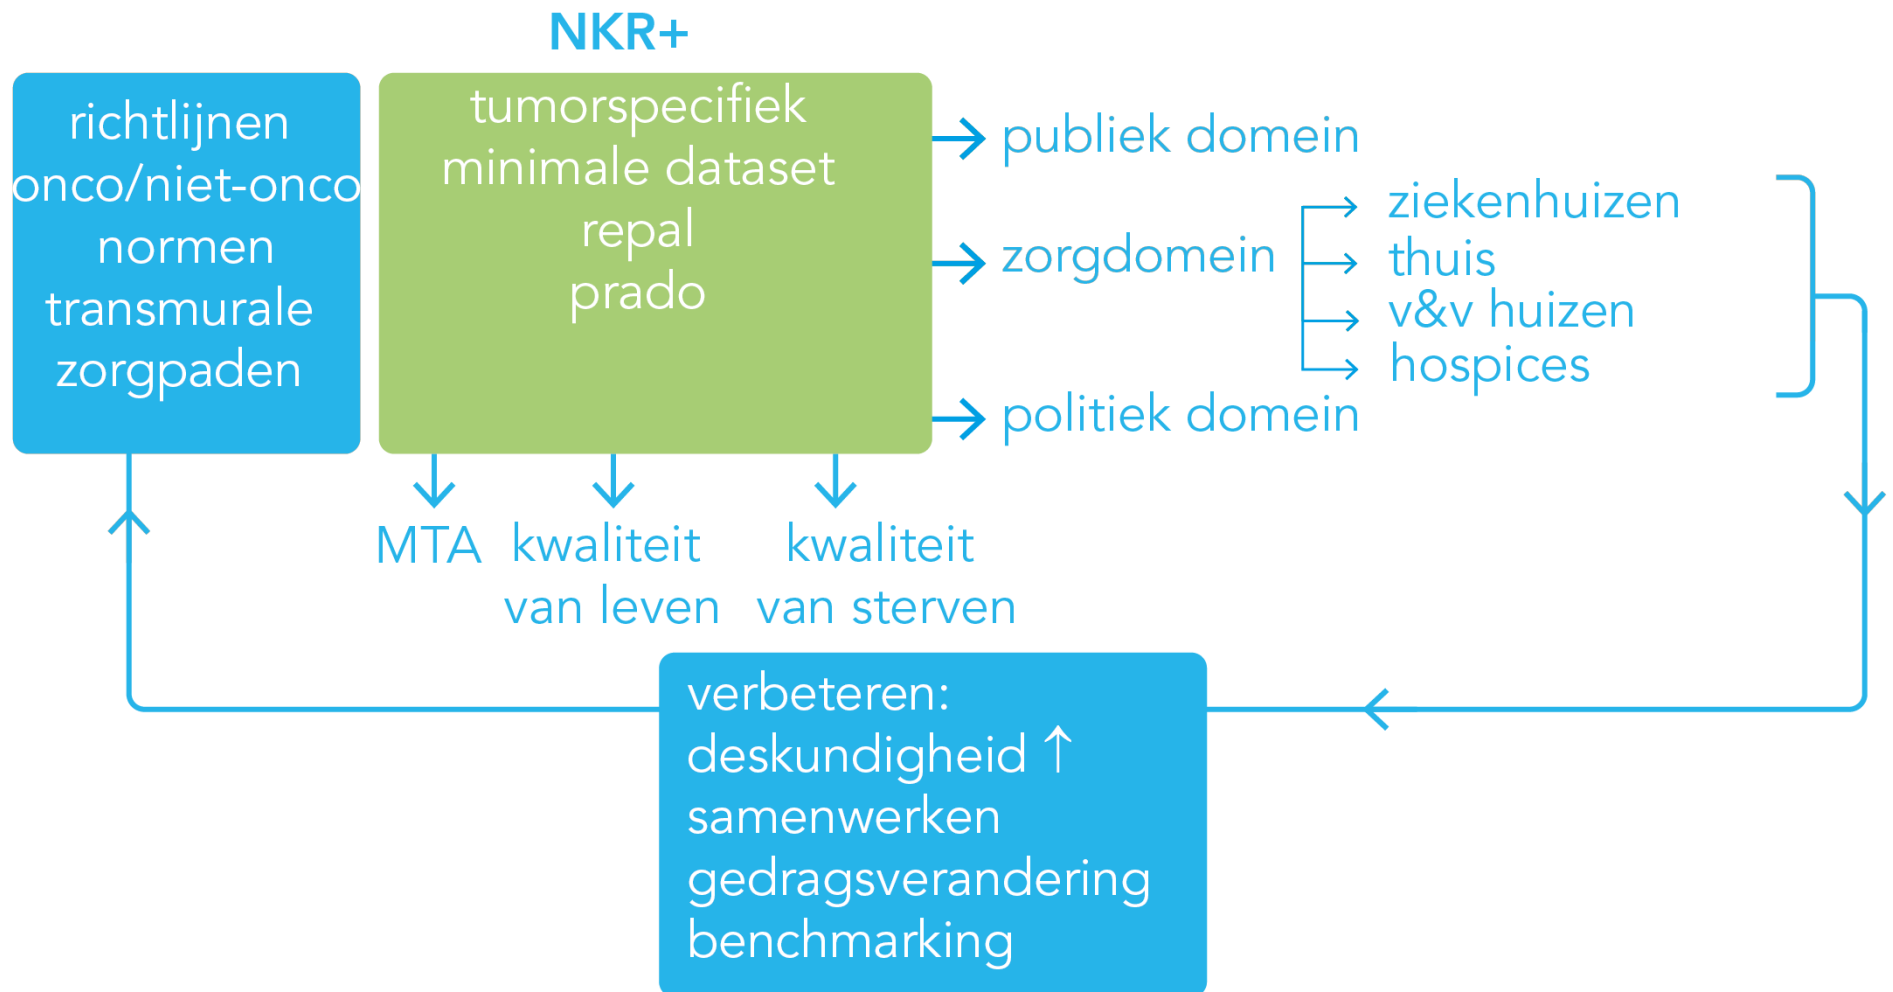 NKR+
richtlijnen
onco/niet-onco
normen
transmurale
zorgpaden
tumorspecifiek
minimale dataset
repal
prado
publiek domein
zorgdomein
politiek domein
ziekenhuizen
thuis
v&v huizen
hospices
MTA
kwaliteit
van leven
kwaliteit
van sterven
verbeteren:
deskundigheid ↑
samenwerken
gedragsverandering
benchmarking